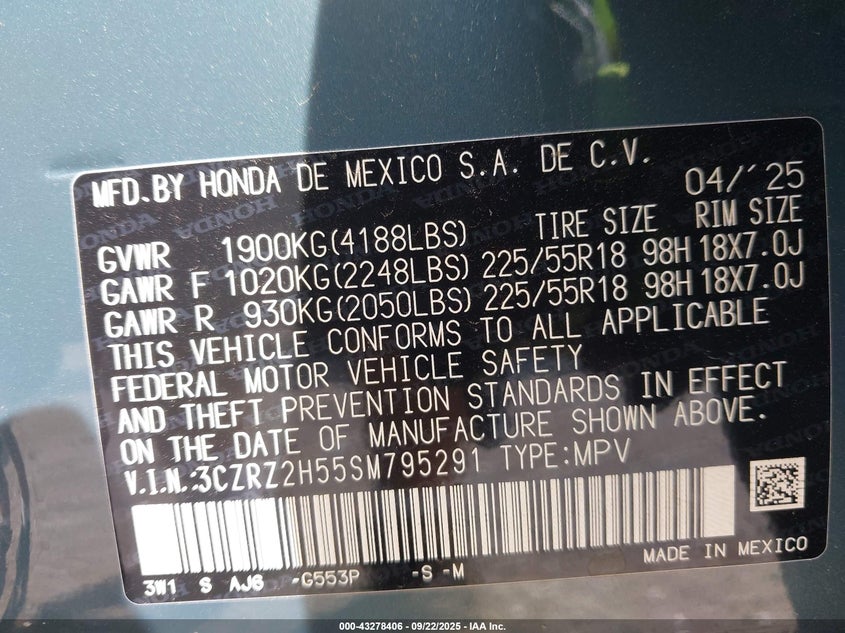 MFD.BY HONDA DE MEXICO S.A. DE C.V. 04/'25
TIRE SIZE RIM SIZE
GVWR 1900KG(4188LBS)
GAWR F 1020KG(2248LBS) 225/55R18 98H 18X7.0J
GAWR R 930KG(2050LBS) 225/55R18 98H 18X7.0J
THIS VEHICLE CONFORMS TO ALL APPLICABLE
FEDERAL MOTOR VEHICLE SAFETY
AND THEFT PREVENTION STANDARDS IN EFFECT
ON THE DATE OF MANUFACTURE SHOWN ABOVE.
V.I.N.:3CZRZ2H55SM795291 TYPE:MPV
MADE IN MEXICO
3W1 S AJ6 -G553P -S -M
000-43278406 - 09/22/2025 - IAA Inc.